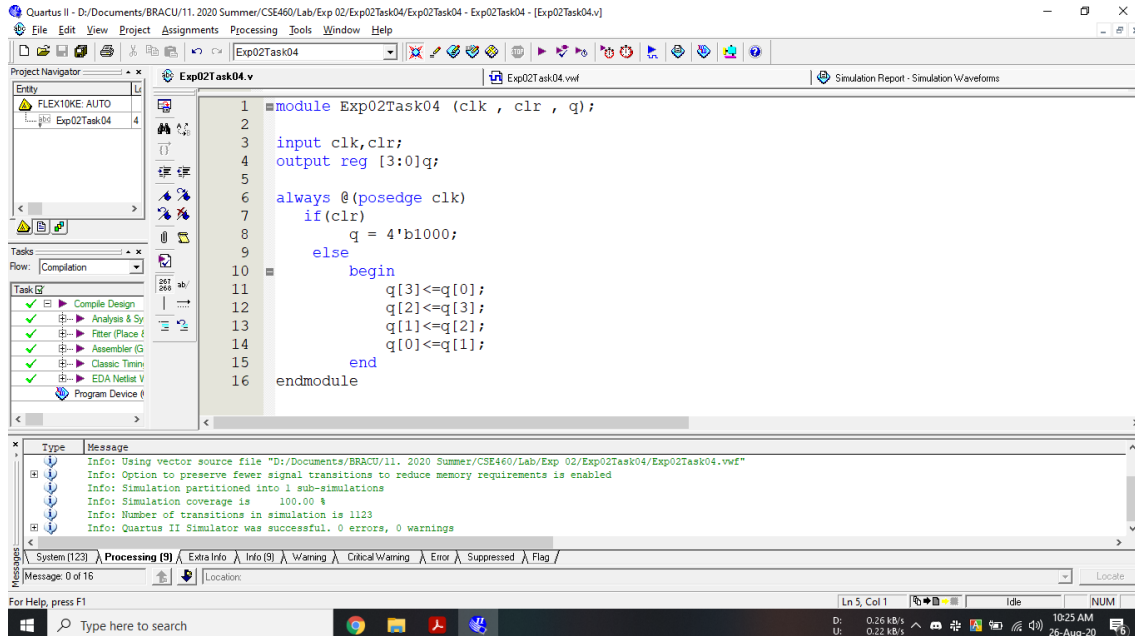 Quartus II - D:/Documents/BRACU/11. 2020 Summer/CSE460/Lab/Exp 02/Exp02Task04/Exp02Task04 - Exp02Task04 - [Exp02Task04.v]
File Edit View Project Assignments Processing Tools Window Help
Exp02Task04
Project Navigator
Entity
FLEX10KE: AUTO
Exp02Task04 4
Tasks
Flow: Compilation
Task
Compile Design
Analysis & Sy
Fitter (Place &
Assembler (G
Classic Timin
EDA Netlist W
Program Device (
Exp02Task04.v
Exp02Task04.vwf
Simulation Report - Simulation Waveforms
267
268
ab/
1 module Exp02Task04 (clk , clr , q);
2
3 input clk,clr;
4 output reg [3:0]q;
5
6 always @(posedge clk)
7 if(clr)
8 q = 4'b1000;
9 else
10 begin
11 q[3]<=q[0];
12 q[2]<=q[3];
13 q[1]<=q[2];
14 q[0]<=q[1];
15 end
16 endmodule
Type Message
Info: Using vector source file "D:/Documents/BRACU/11. 2020 Summer/CSE460/Lab/Exp 02/Exp02Task04/Exp02Task04.vwf"
Info: Option to preserve fewer signal transitions to reduce memory requirements is enabled
Info: Simulation partitioned into 1 sub-simulations
Info: Simulation coverage is 100.00 %
Info: Number of transitions in simulation is 1123
Info: Quartus II Simulator was successful. 0 errors, 0 warnings
Messages
System (123) Processing (9) Extra Info Info (9) Warning Critical Warning Error Suppressed Flag
Message: 0 of 16 Location: Locate
For Help, press F1 Ln 5, Col 1 Idle NUM
Type here to search
D: 0.26 kB/s
U: 0.22 kB/s
10:25 AM
26-Aug-20
6